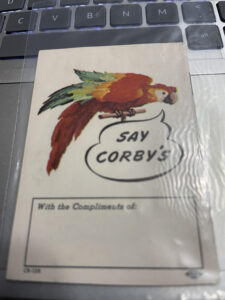 C V B N M
SAY
CORBY'S
With the Compliments of: